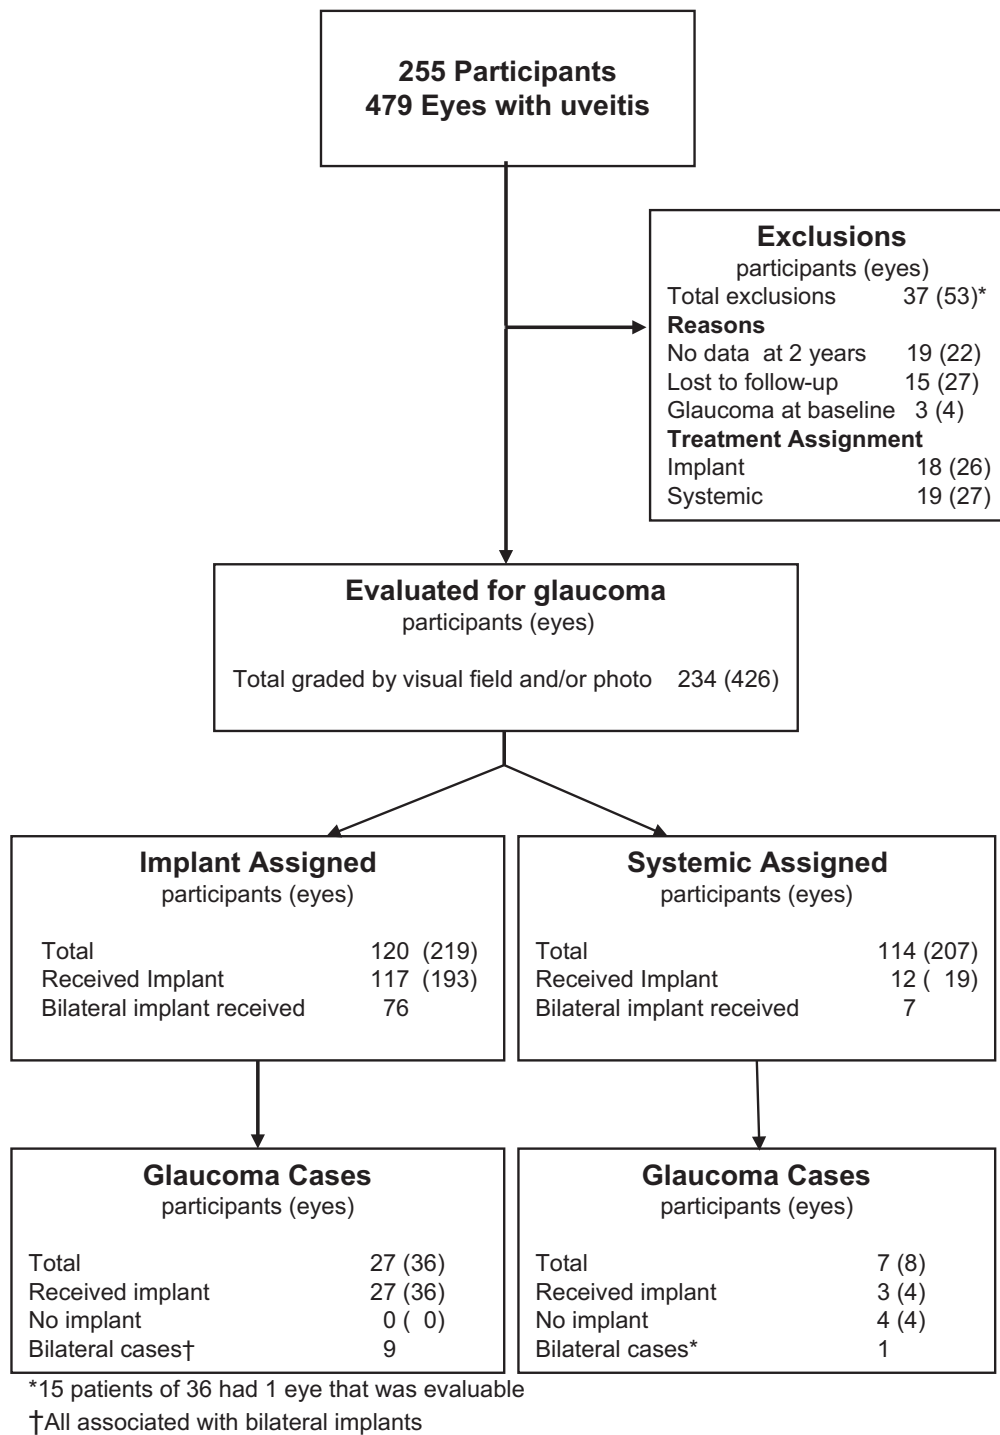 255 Participants
479 Eyes with uveitis
Exclusions
participants (eyes)
Total exclusions 37 (53)*
Reasons
No data at 2 years 19 (22)
Lost to follow-up 15 (27)
Glaucoma at baseline 3 (4)
Treatment Assignment
Implant 18 (26)
Systemic 19 (27)
Evaluated for glaucoma
participants (eyes)
Total graded by visual field and/or photo 234 (426)
Implant Assigned
participants (eyes)
Total 120 (219)
Received Implant 117 (193)
Bilateral implant received 76
Systemic Assigned
participants (eyes)
Total 114 (207)
Received Implant 12 ( 19)
Bilateral implant received 7
Glaucoma Cases
participants (eyes)
Total 27 (36)
Received implant 27 (36)
No implant 0 ( 0)
Bilateral cases† 9
Glaucoma Cases
participants (eyes)
Total 7 (8)
Received implant 3 (4)
No implant 4 (4)
Bilateral cases* 1
*15 patients of 36 had 1 eye that was evaluable
†All associated with bilateral implants